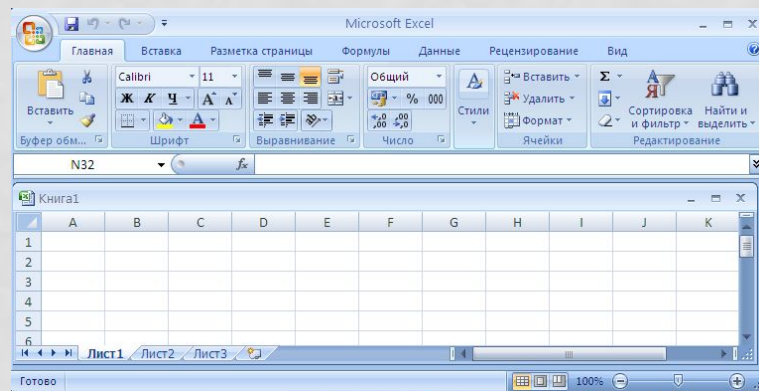 Microsoft Excel
Главная Вставка Разметка страницы Формулы Данные Рецензирование Вид
Вставить
Calibri 11
Ж К Ч А А
А
Общий
% 000
,00 ,00
Стили
Вставить
Удалить
Формат
Σ
Сортировка и фильтр
Найти и выделить
Буфер обм... Шрифт Выравнивание Число Ячейки Редактирование
N32 fx
Книга1
A B C D E F G H I J K
1
2
3
4
5
6
Лист1 Лист2 Лист3
Готово 100%